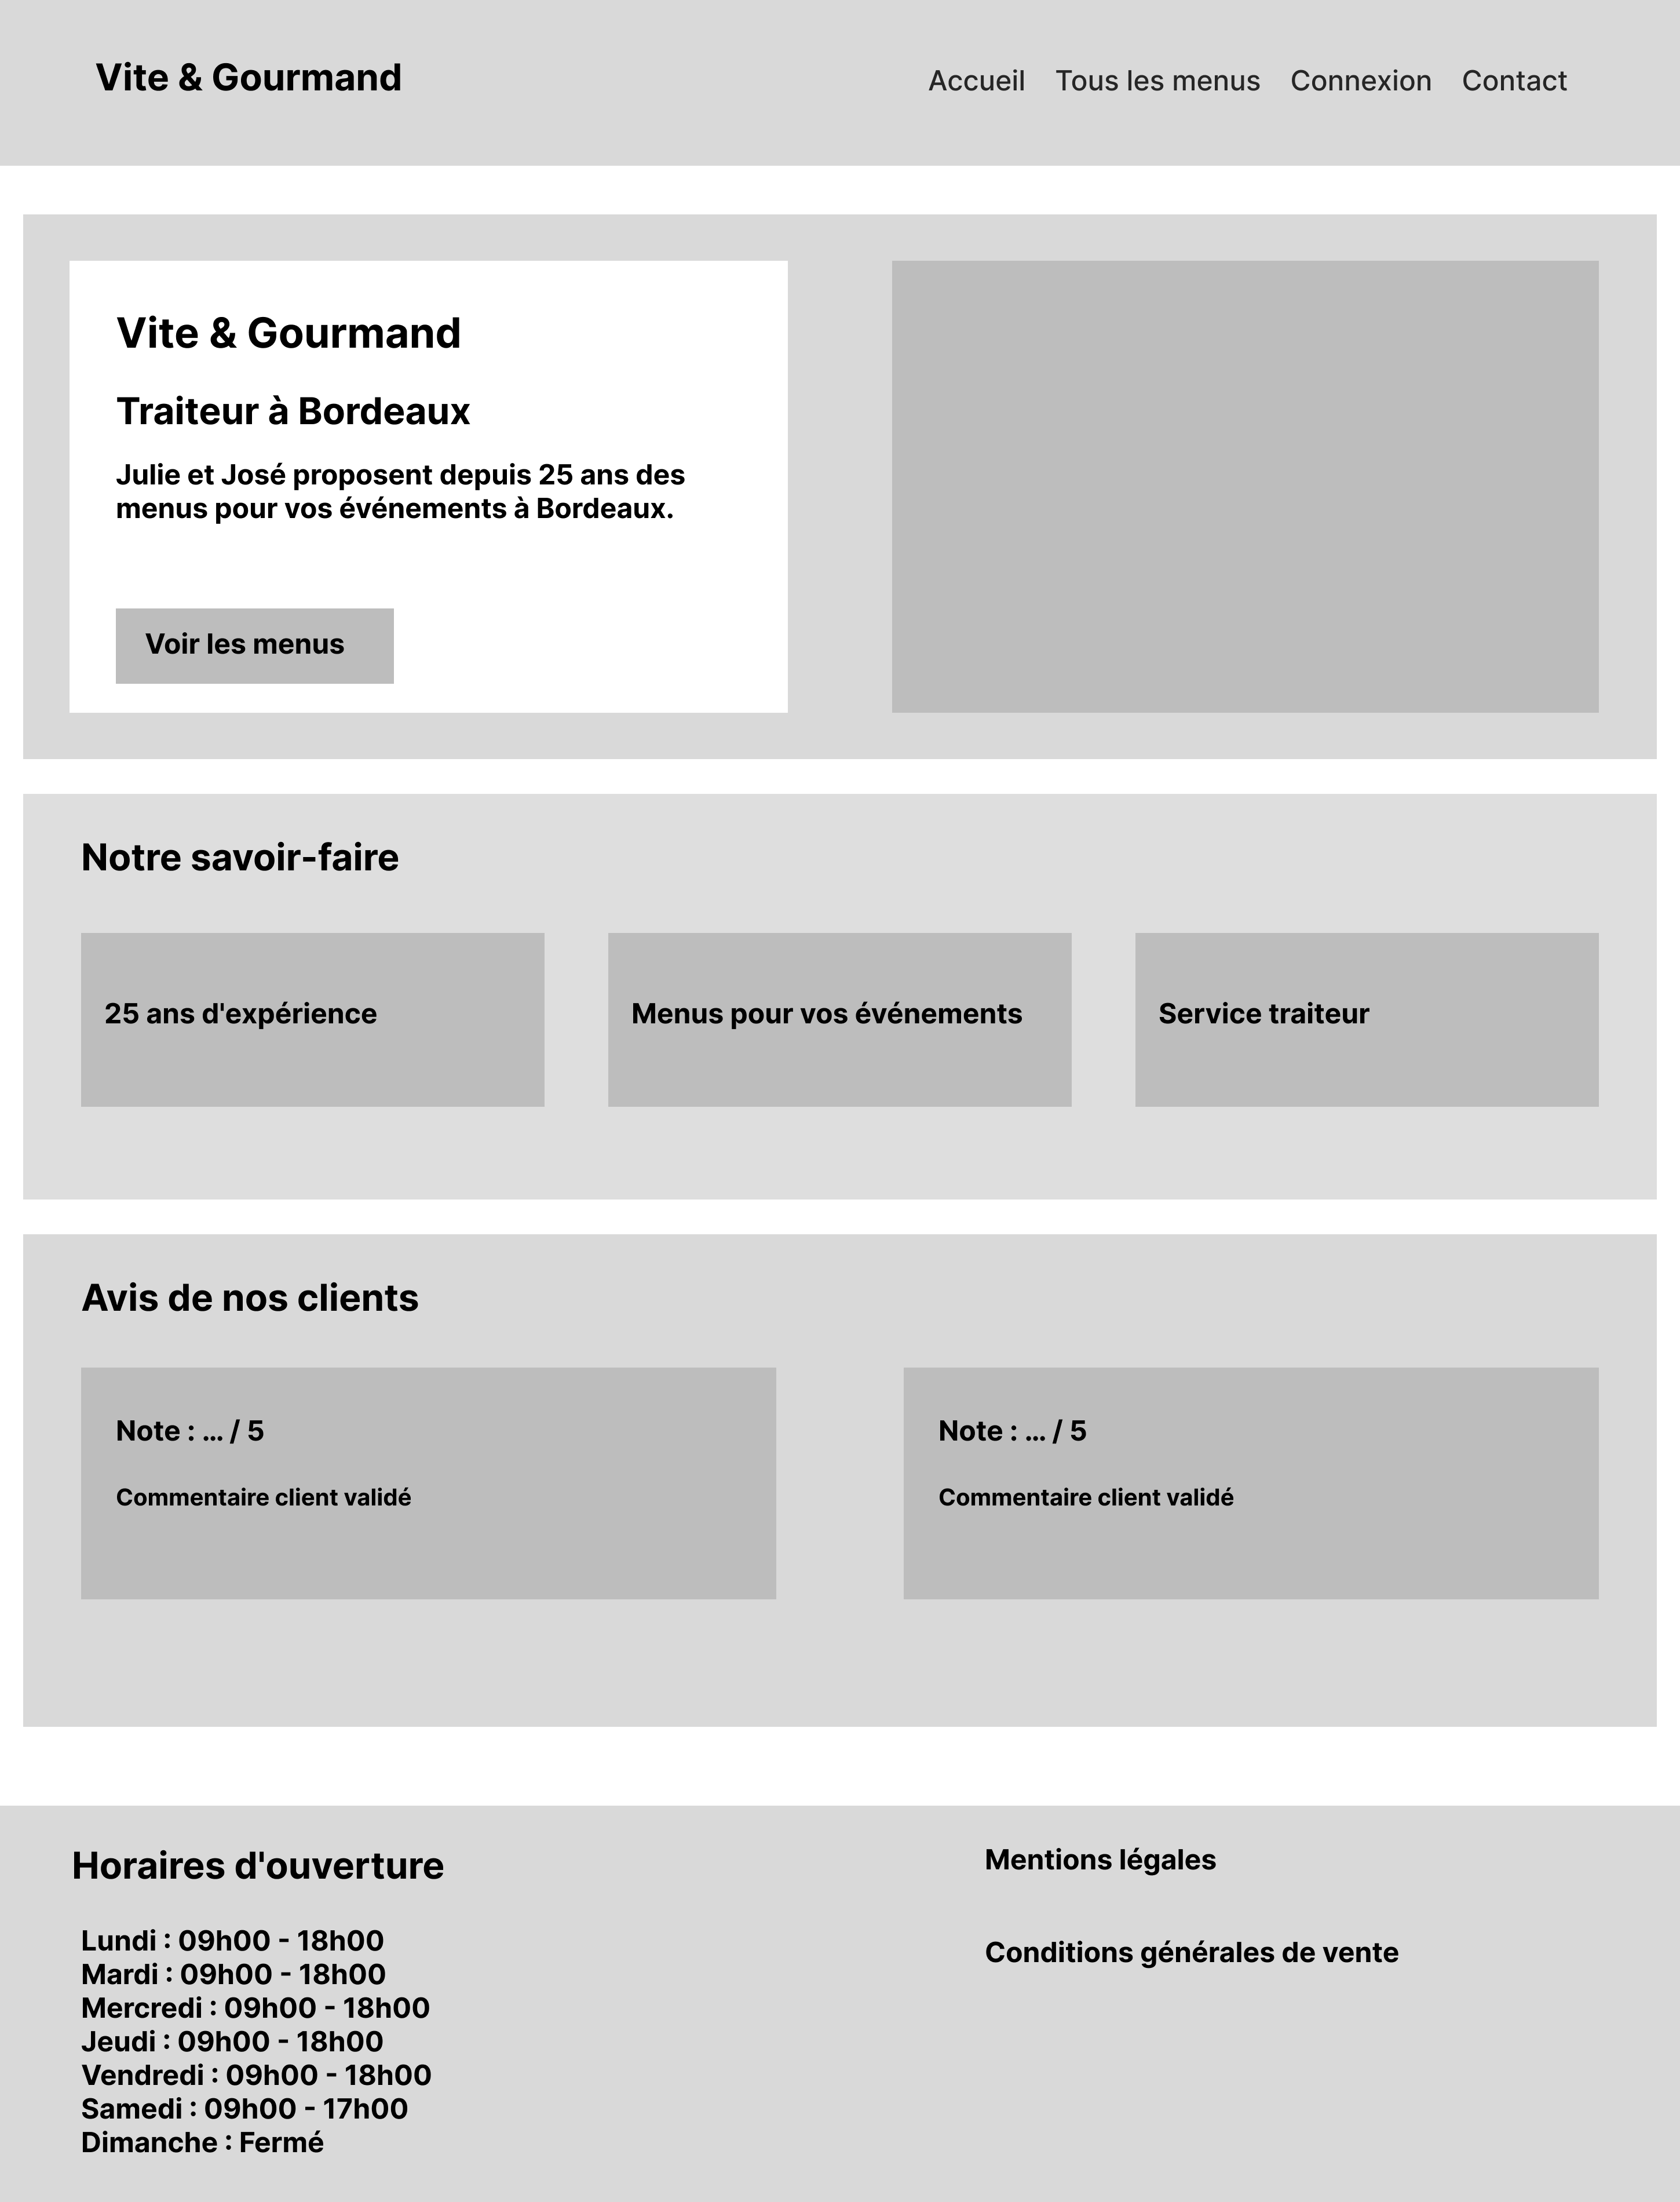 Vite & Gourmand
Accueil Tous les menus Connexion Contact
Vite & Gourmand
Traiteur à Bordeaux
Julie et José proposent depuis 25 ans des
menus pour vos événements à Bordeaux.
Voir les menus
Notre savoir-faire
25 ans d'expérience
Menus pour vos événements
Service traiteur
Avis de nos clients
Note : ... / 5
Commentaire client validé
Note : ... / 5
Commentaire client validé
Horaires d'ouverture
Lundi : 09h00 - 18h00
Mardi : 09h00 - 18h00
Mercredi : 09h00 - 18h00
Jeudi : 09h00 - 18h00
Vendredi : 09h00 - 18h00
Samedi : 09h00 - 17h00
Dimanche : Fermé
Mentions légales
Conditions générales de vente